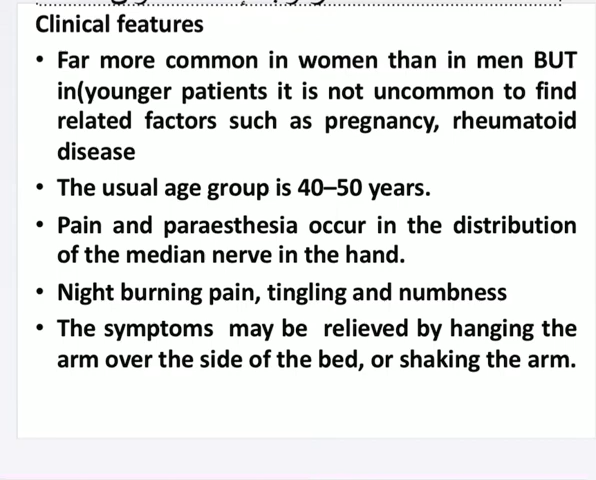 Clinical features
• Far more common in women than in men BUT
in(younger patients it is not uncommon to find
related factors such as pregnancy, rheumatoid
disease
• The usual age group is 40–50 years.
• Pain and paraesthesia occur in the distribution
of the median nerve in the hand.
• Night burning pain, tingling and numbness
• The symptoms may be relieved by hanging the
arm over the side of the bed, or shaking the arm.